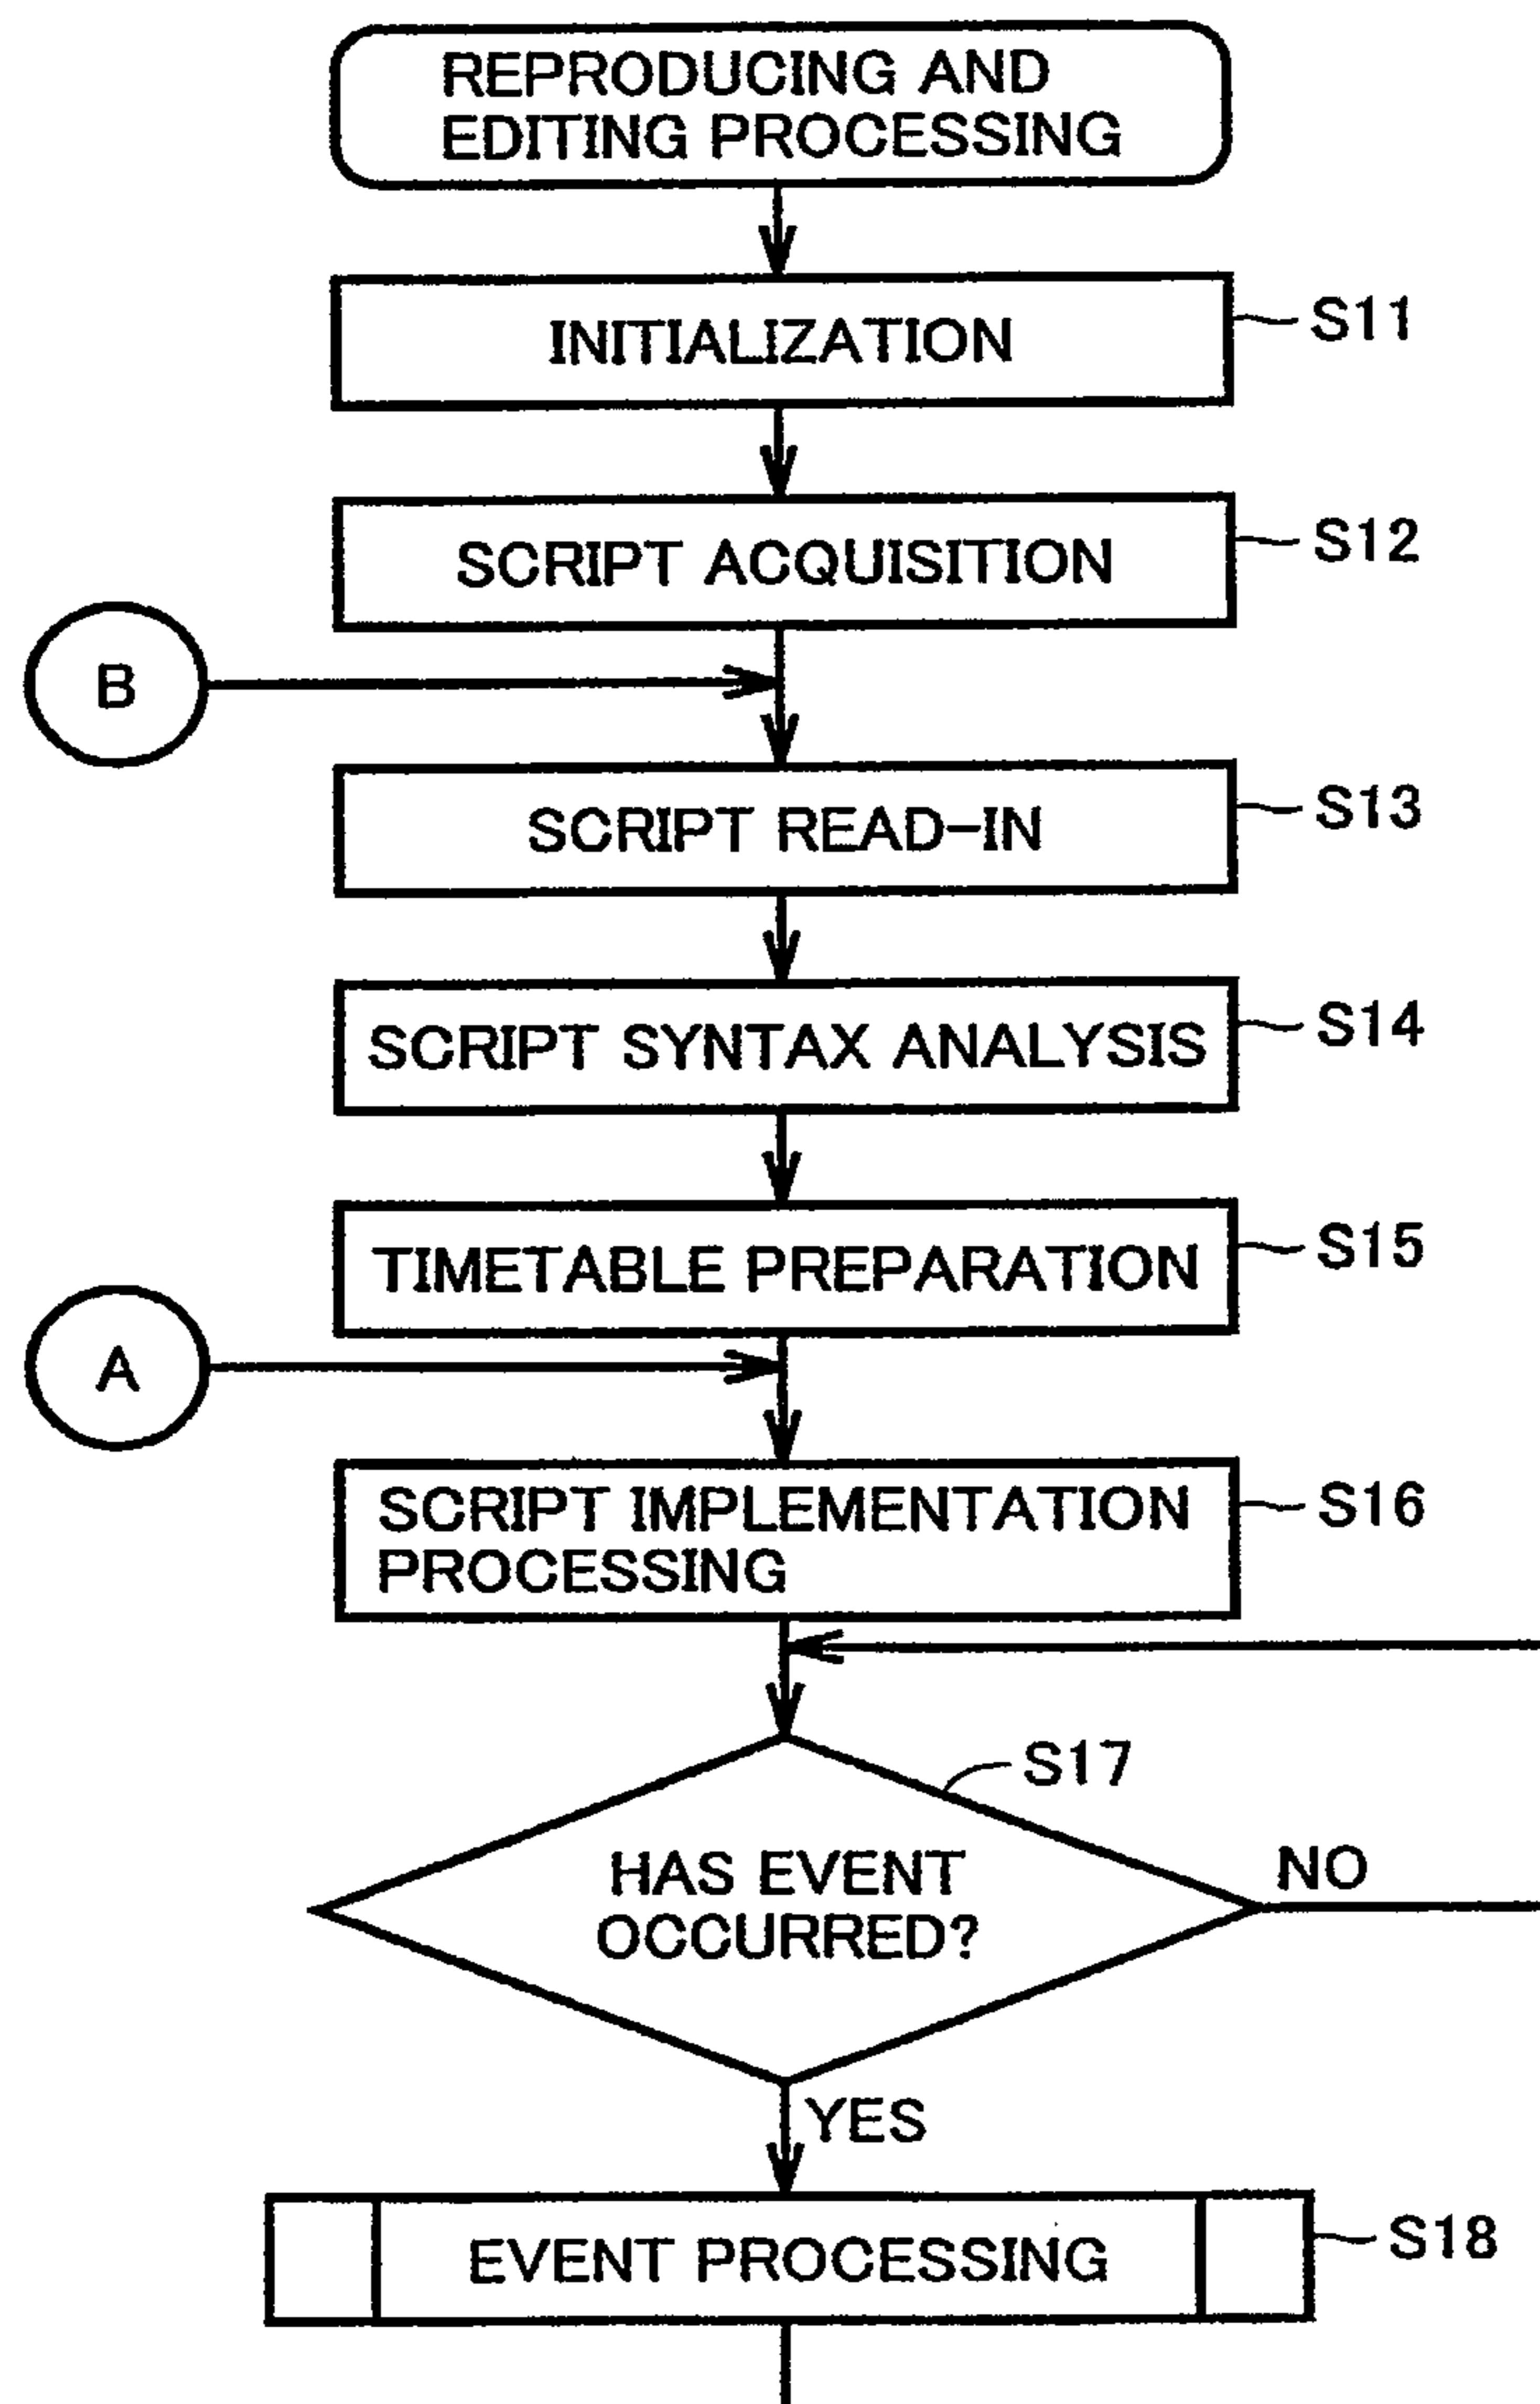 REPRODUCING AND
EDITING PROCESSING
INITIALIZATION
S11
SCRIPT ACQUISITION
S12
B
SCRIPT READ-IN
S13
SCRIPT SYNTAX ANALYSIS
S14
TIMETABLE PREPARATION
S15
A
SCRIPT IMPLEMENTATION
PROCESSING
S16
S17
HAS EVENT
OCCURRED?
NO
YES
EVENT PROCESSING
S18